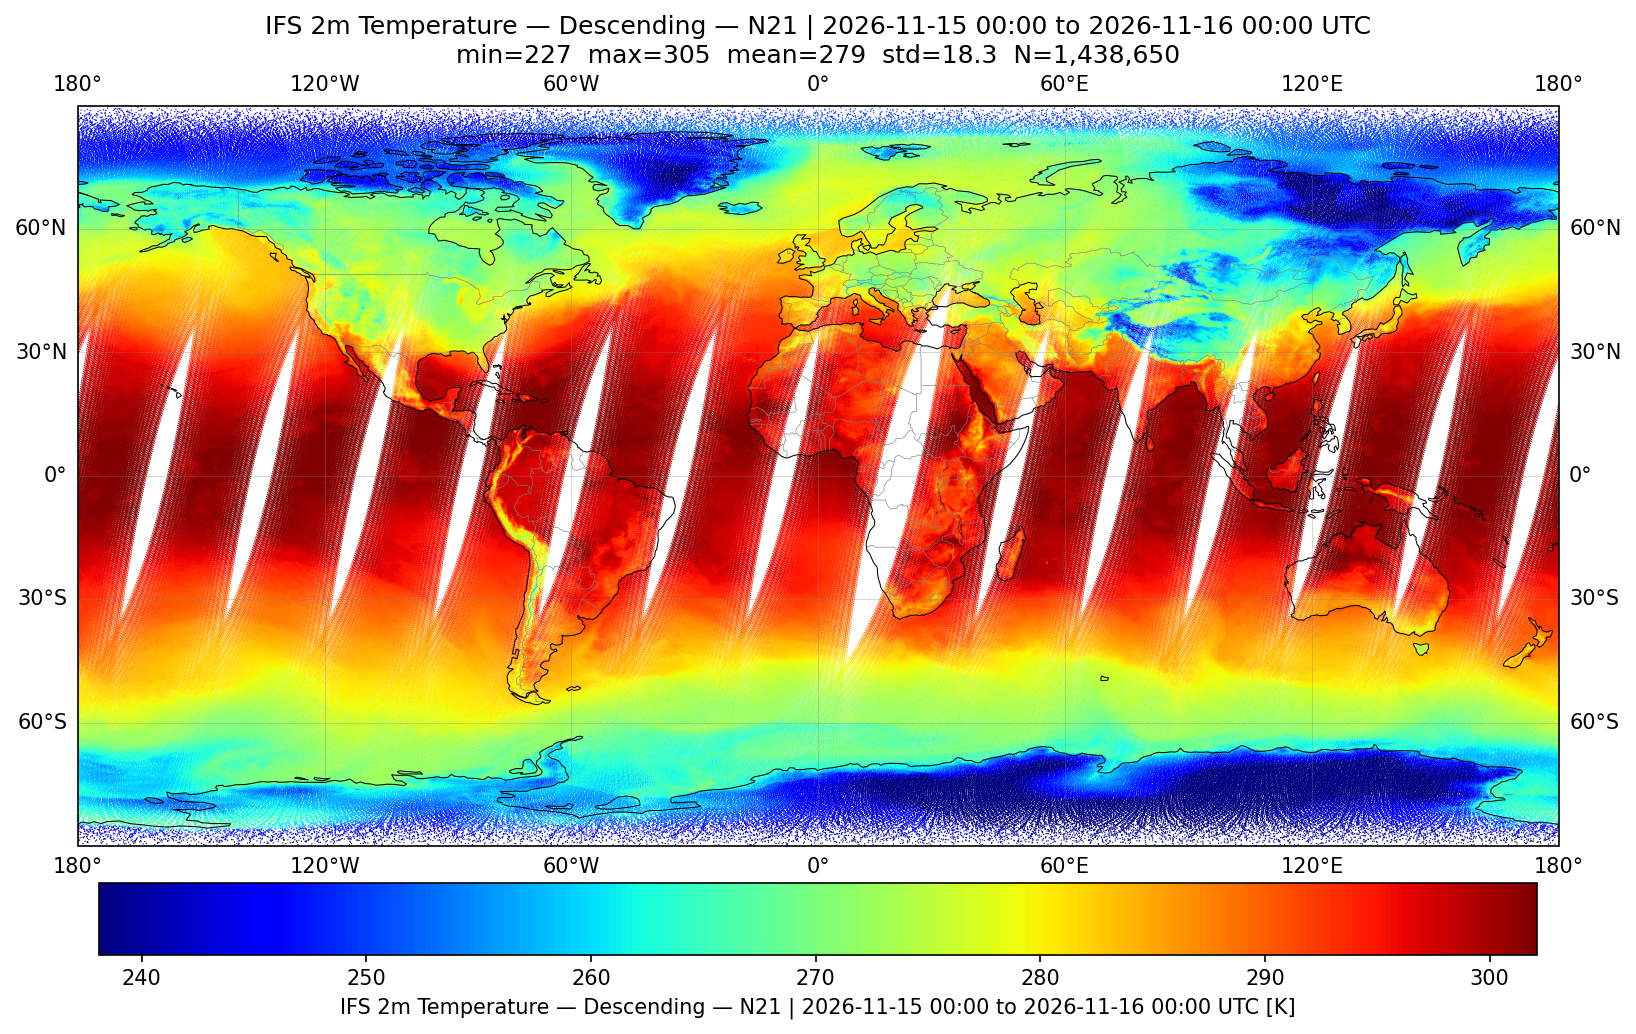 IFS 2m Temperature — Descending — N21 | 2026-11-15 00:00 to 2026-11-16 00:00 UTC
min=227  max=305  mean=279  std=18.3  N=1,438,650
180° 120°W 60°W 0° 60°E 120°E 180°
60°N 60°N
30°N 30°N
0° 0°
30°S 30°S
60°S 60°S
180° 120°W 60°W 0° 60°E 120°E 180°
240 250 260 270 280 290 300
IFS 2m Temperature — Descending — N21 | 2026-11-15 00:00 to 2026-11-16 00:00 UTC [K]